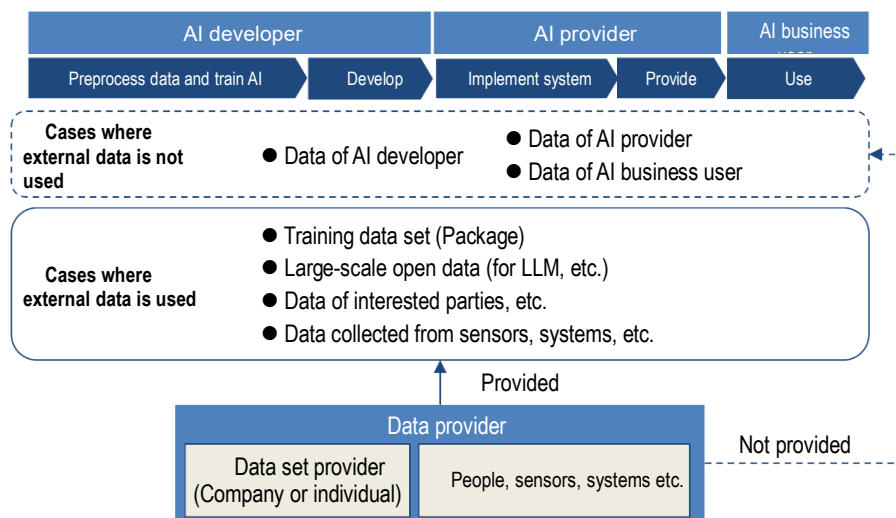 AI developer
AI provider
AI business
Preprocess data and train AI
Develop
Implement system
Provide
Use
Cases where
external data is not
used
● Data of AI developer
● Data of AI provider
● Data of AI business user
Cases where
external data is used
● Training data set (Package)
● Large-scale open data (for LLM, etc.)
● Data of interested parties, etc.
● Data collected from sensors, systems, etc.
Provided
Data provider
Data set provider
(Company or individual)
People, sensors, systems etc.
Not provided